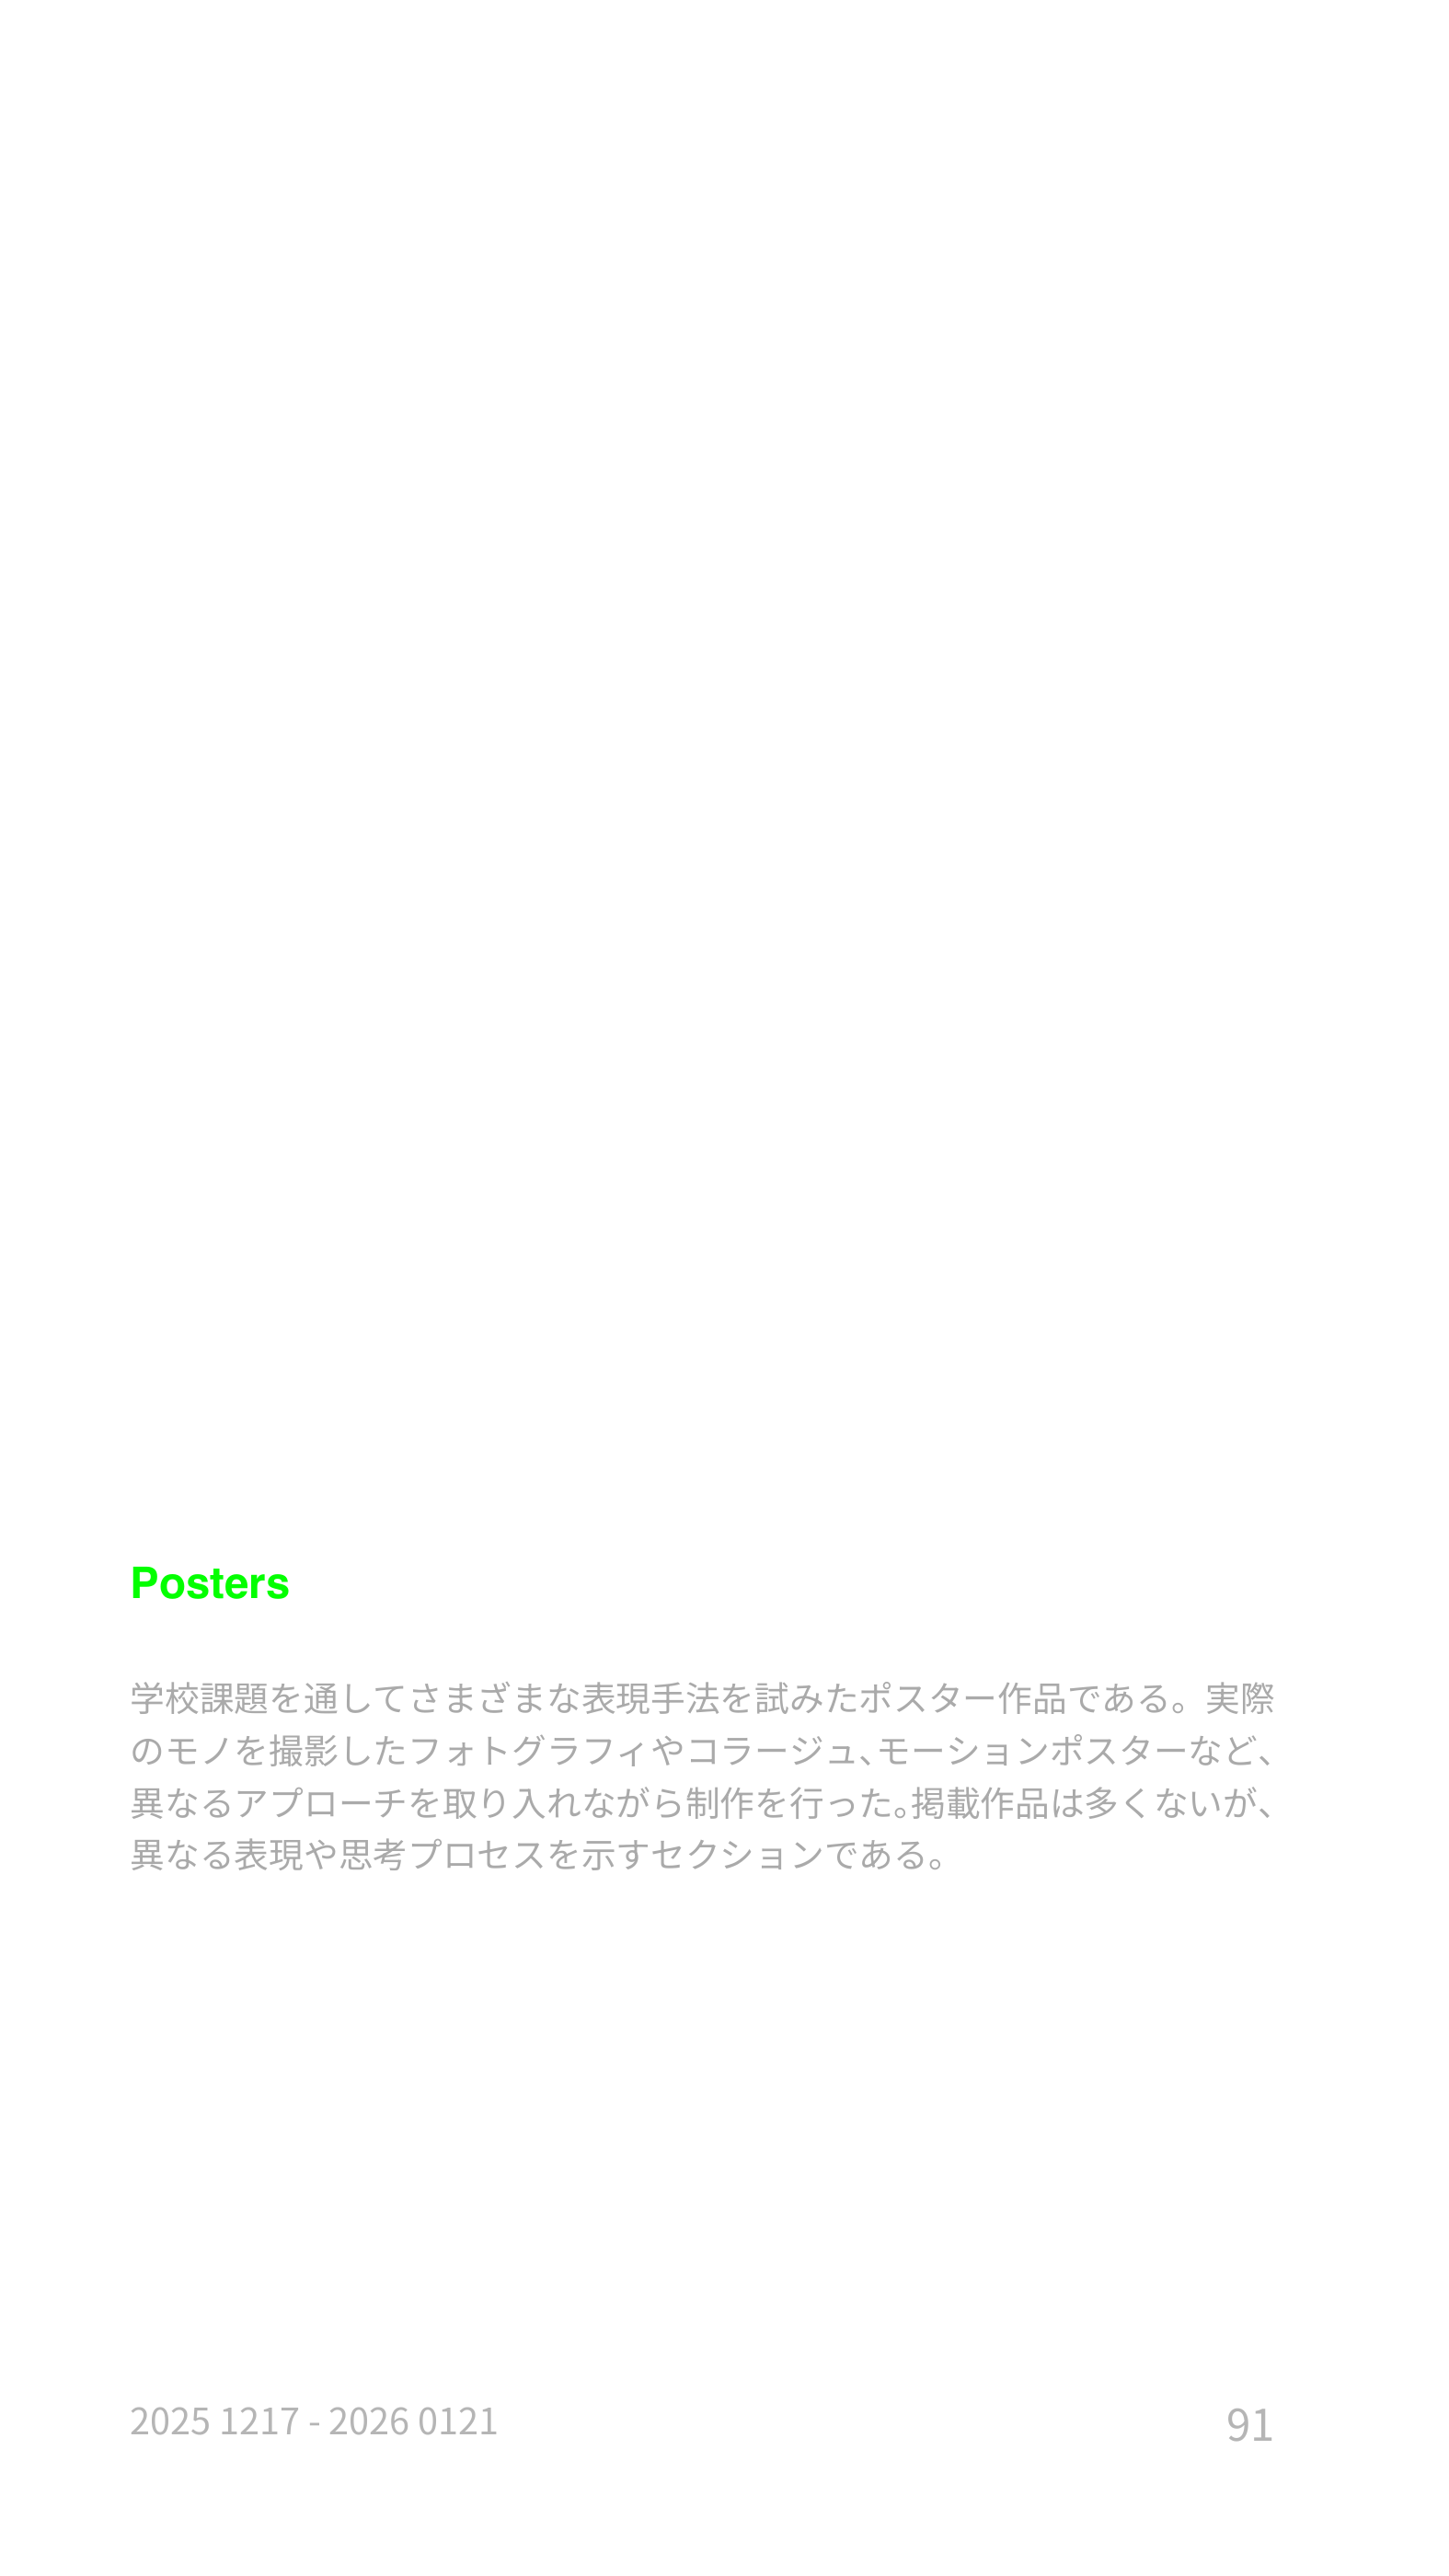 Posters
学校課題を通してさまざまな表現手法を試みたポスター作品である。実際
のモノを撮影したフォトグラフィやコラージュ、モーションポスターなど、
異なるアプローチを取り入れながら制作を行った。掲載作品は多くないが、
異なる表現や思考プロセスを示すセクションである。
2025 1217 - 2026 0121
91